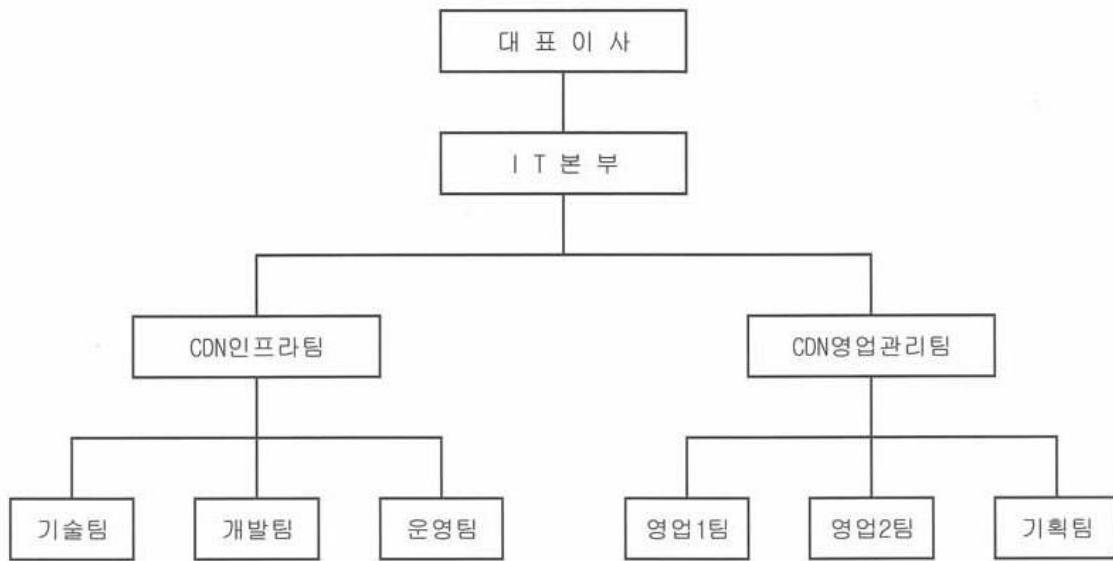 대 표 이 사
I T 본 부
CDN인프라팀
CDN영업관리팀
기술팀
개발팀
운영팀
영업1팀
영업2팀
기획팀